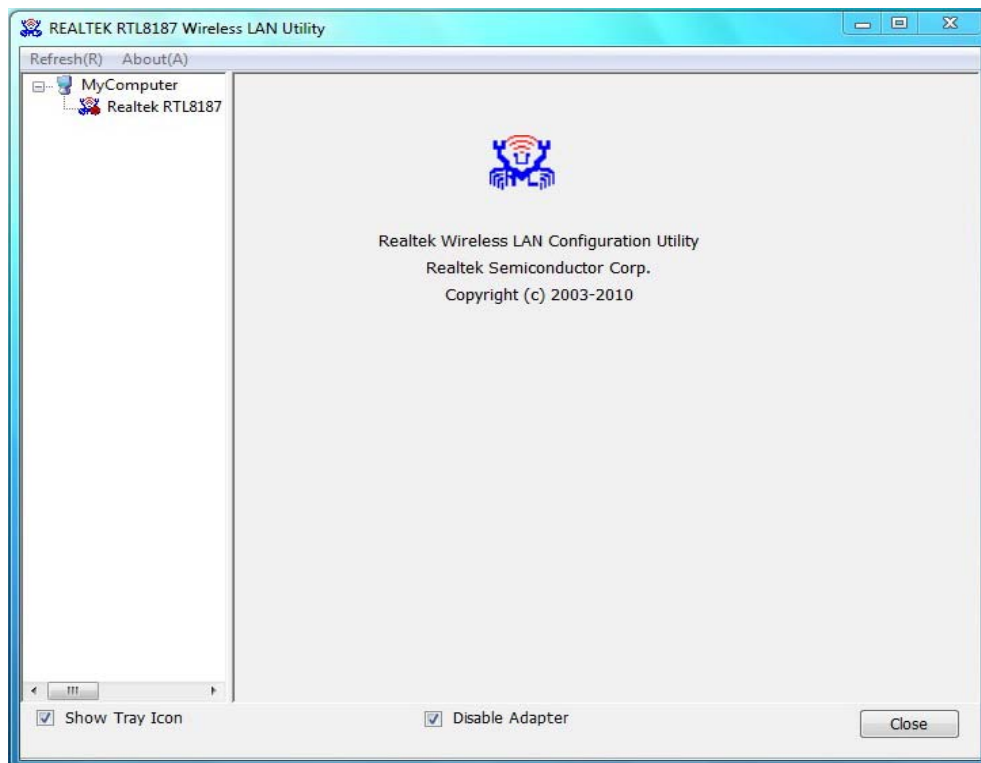 REALTEK RTL8187 Wireless LAN Utility
Refresh(R) About(A)
MyComputer
Realtek RTL8187
Realtek Wireless LAN Configuration Utility
Realtek Semiconductor Corp.
Copyright (c) 2003-2010
Show Tray Icon
Disable Adapter
Close